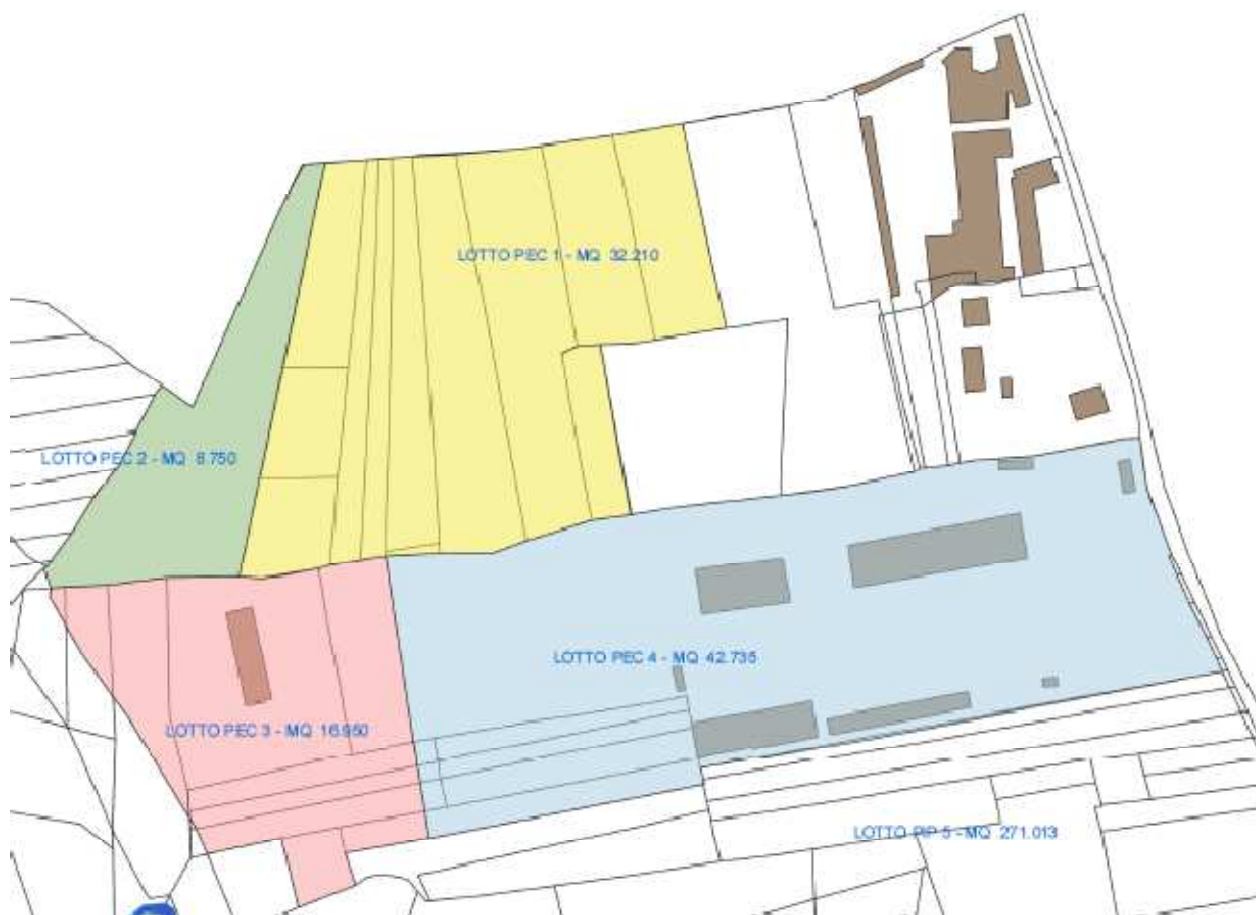 LOTTO PIEC 1 - MQ 32.210
LOTTO PEC 2 - MQ 8.750
LOTTO PEC 4 - MQ 42.735
LOTTO PEC 3 - MQ 16.950
LOTTO PIP 5 - MQ 271.013